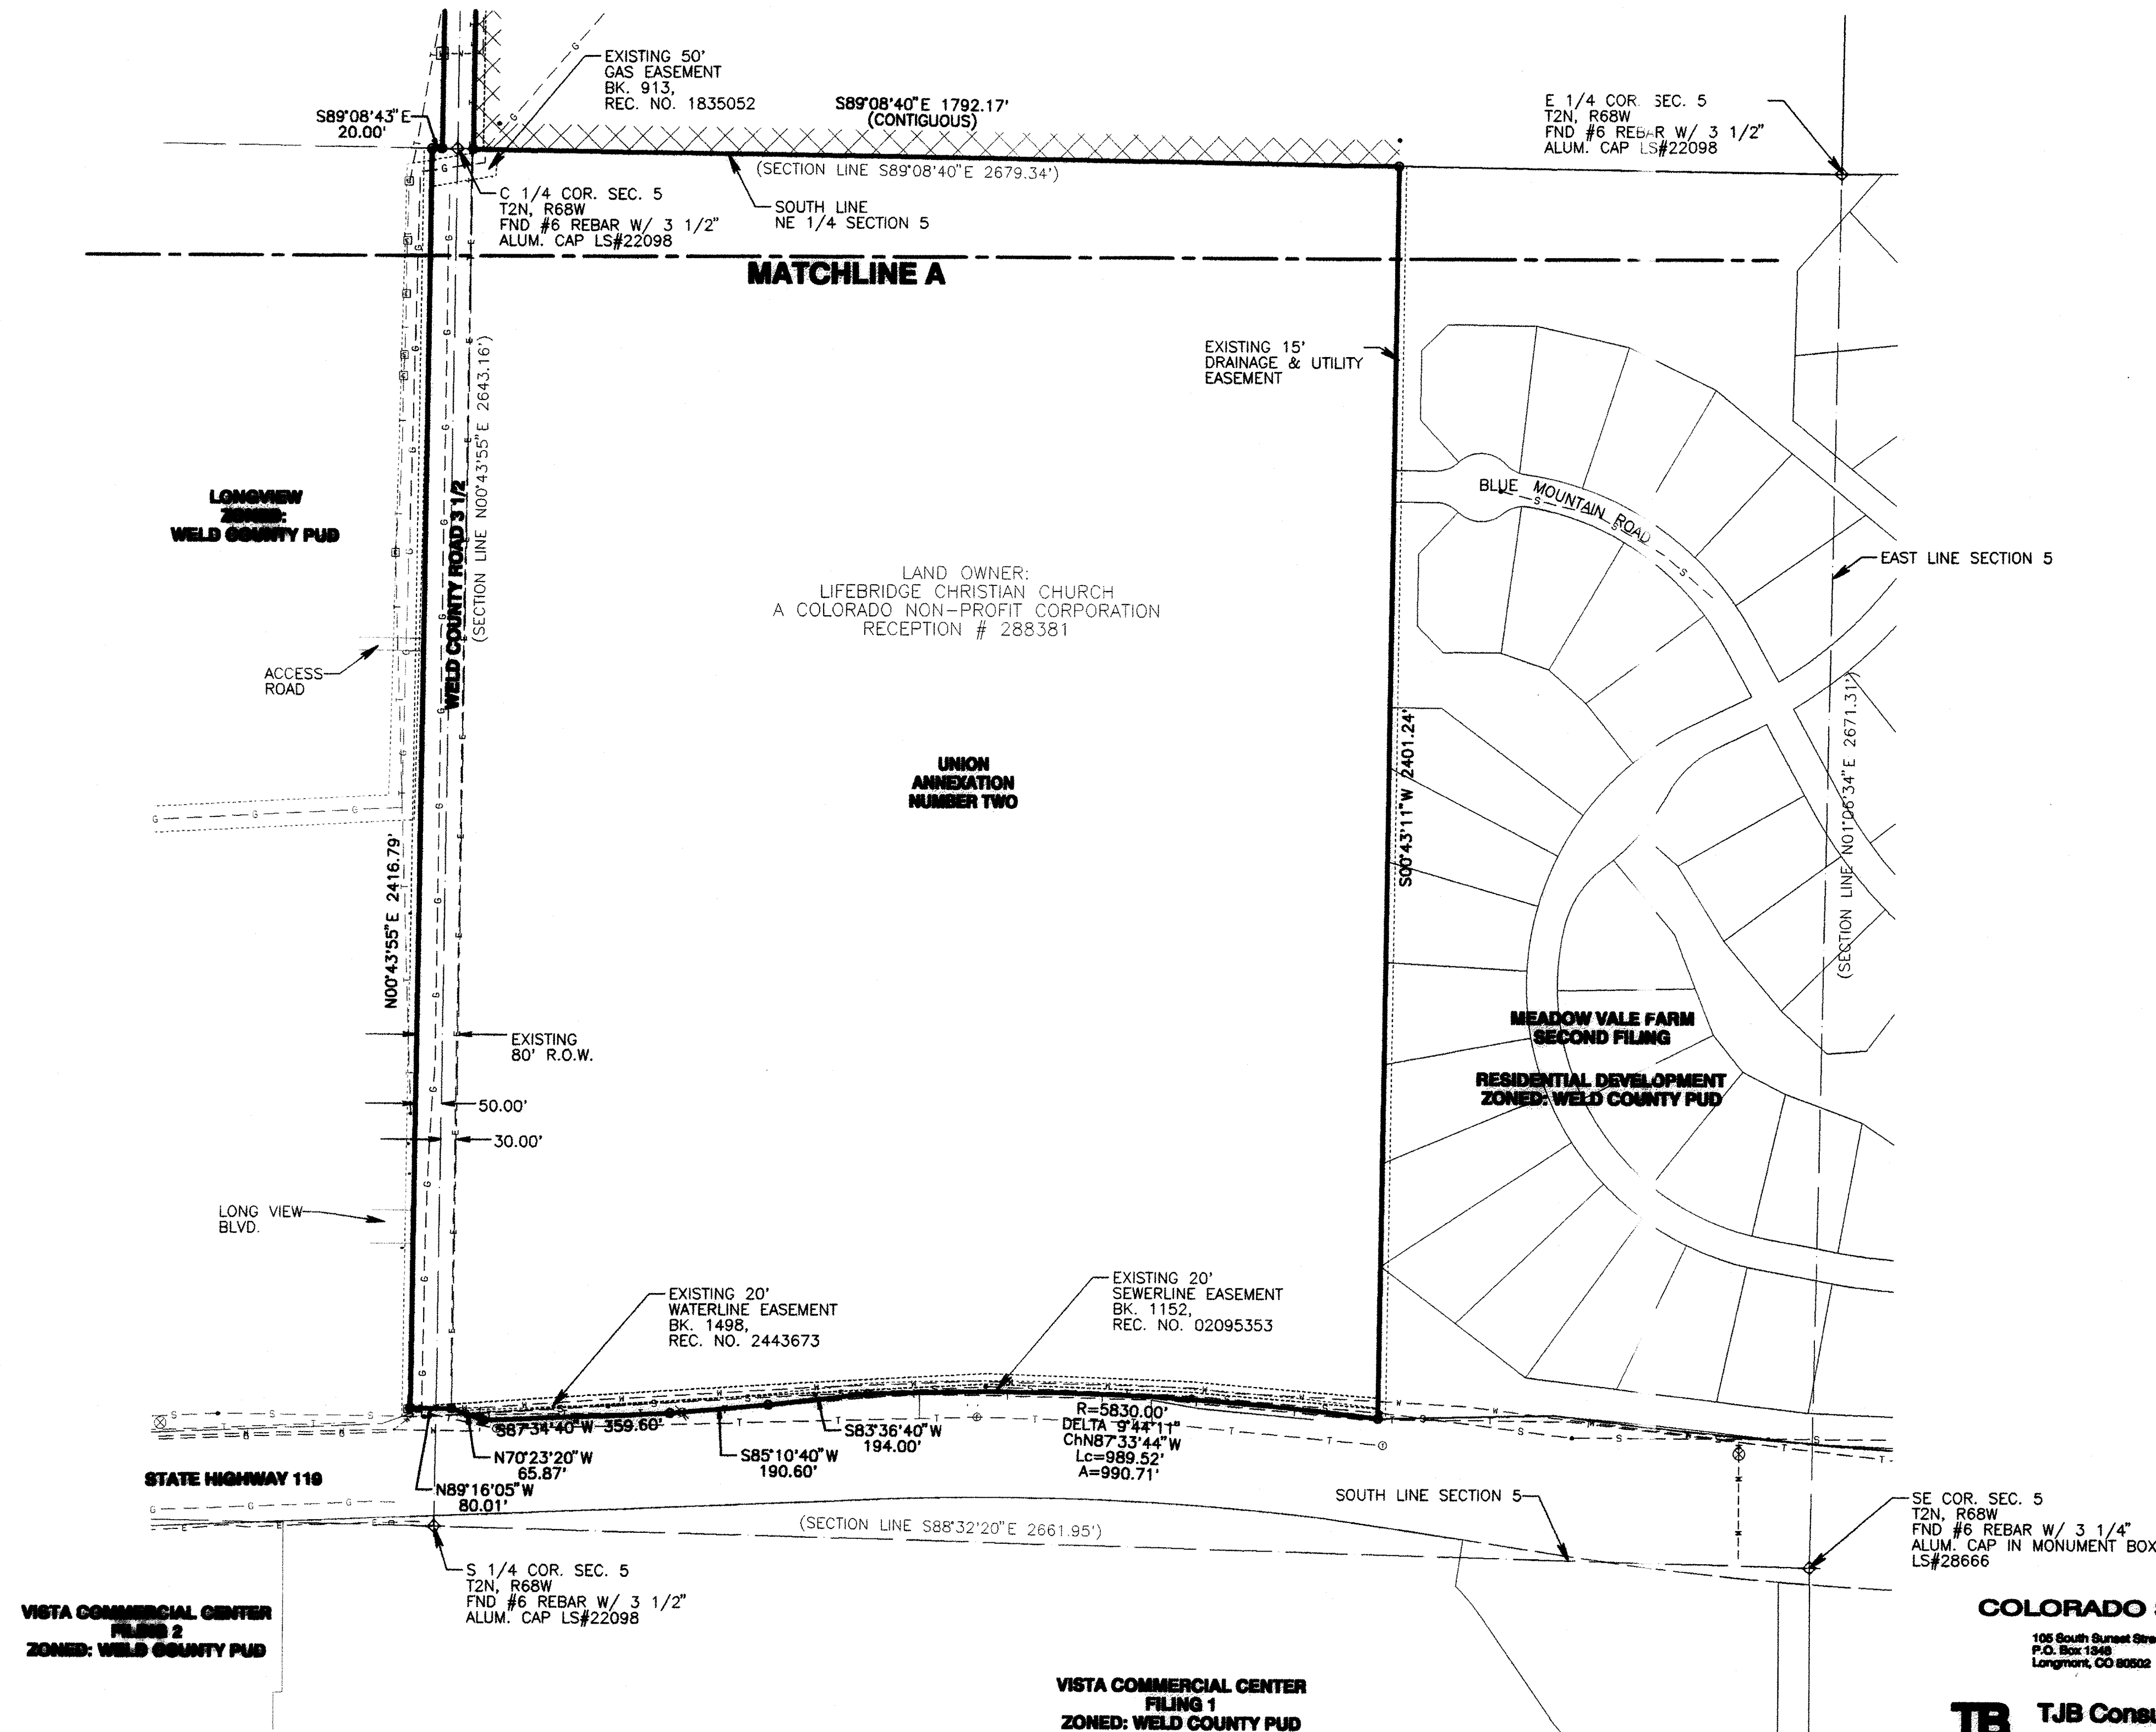 EXISTING 50'
GAS EASEMENT
BK. 913,
REC. NO. 1835052
S89°08'43"E
20.00'
S89°08'40"E 1792.17'
(CONTIGUOUS)
E 1/4 COR. SEC. 5
T2N, R68W
FND #6 REBAR W/ 3 1/2"
ALUM. CAP LS#22098
(SECTION LINE S89°08'40"E 2679.34')
C 1/4 COR. SEC. 5
T2N, R68W
FND #6 REBAR W/ 3 1/2"
ALUM. CAP LS#22098
SOUTH LINE
NE 1/4 SECTION 5
MATCHLINE A
EXISTING 15'
DRAINAGE & UTILITY
EASEMENT
(SECTION LINE N00°43'55"E 2643.16')
WELD COUNTY ROAD 3 1/2
LONGVIEW
ZONED:
WELD COUNTY PUD
BLUE MOUNTAIN ROAD
EAST LINE SECTION 5
LAND OWNER:
LIFEBRIDGE CHRISTIAN CHURCH
A COLORADO NON-PROFIT CORPORATION
RECEPTION # 288381
ACCESS
ROAD
UNION
ANNEXATION
NUMBER TWO
S00°43'11"W 2401.24'
(SECTION LINE N01°06'34"E 2671.31')
N00°43'55"E 2416.79'
MEADOW VALE FARM
SECOND FILING
RESIDENTIAL DEVELOPMENT
ZONED: WELD COUNTY PUD
EXISTING
80' R.O.W.
50.00'
30.00'
LONG VIEW
BLVD.
EXISTING 20'
WATERLINE EASEMENT
BK. 1498,
REC. NO. 2443673
EXISTING 20'
SEWERLINE EASEMENT
BK. 1152,
REC. NO. 02095353
S87°34'40"W 359.60'
N70°23'20"W
65.87'
N89°16'05"W
80.01'
S85°10'40"W
190.60'
S83°36'40"W
194.00'
R=5830.00'
DELTA 9°44'11"
ChN87°33'44"W
Lc=989.52'
A=990.71'
STATE HIGHWAY 119
(SECTION LINE S88°32'20"E 2661.95')
SOUTH LINE SECTION 5
SE COR. SEC. 5
T2N, R68W
FND #6 REBAR W/ 3 1/4"
ALUM. CAP IN MONUMENT BOX
LS#28666
S 1/4 COR. SEC. 5
T2N, R68W
FND #6 REBAR W/ 3 1/2"
ALUM. CAP LS#22098
VISTA COMMERCIAL CENTER
FILING 2
ZONED: WELD COUNTY PUD
VISTA COMMERCIAL CENTER
FILING 1
ZONED: WELD COUNTY PUD
COLORADO
105 South Sunset Stre
P.O. Box 1348
Longmont, CO 80502
TB TJB Consu